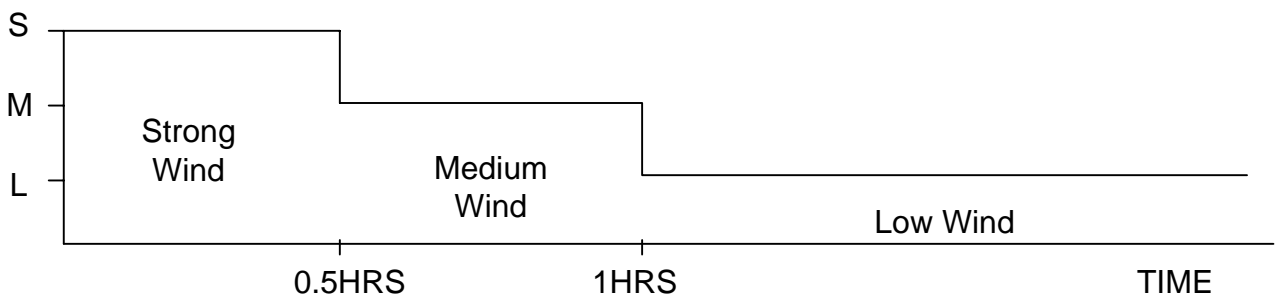 S
M
L
Strong
Wind
Medium
Wind
Low Wind
0.5HRS
1HRS
TIME